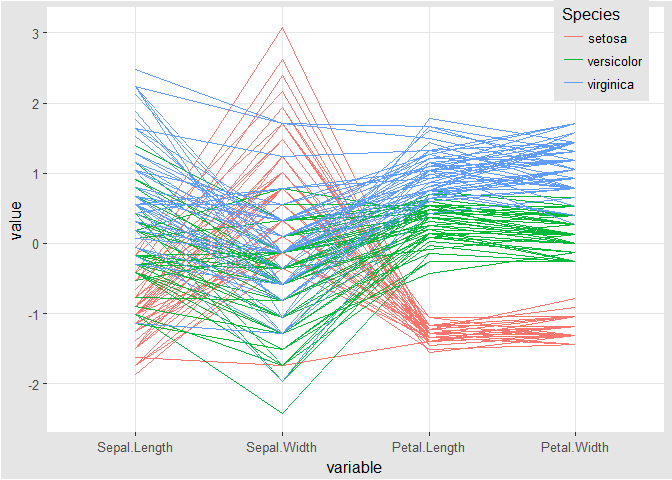 Species
setosa
versicolor
virginica
3
2
1
0
-1
-2
value
Sepal.Length Sepal.Width Petal.Length Petal.Width
variable